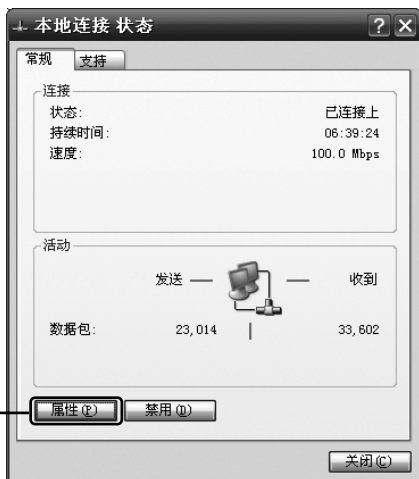 本地连接 状态
常规 支持
连接
状态: 已连接上
持续时间: 06:39:24
速度: 100.0 Mbps
活动
发送 — — 收到
数据包: 23,014 | 33,602
属性(P) 禁用(D)
关闭(C)